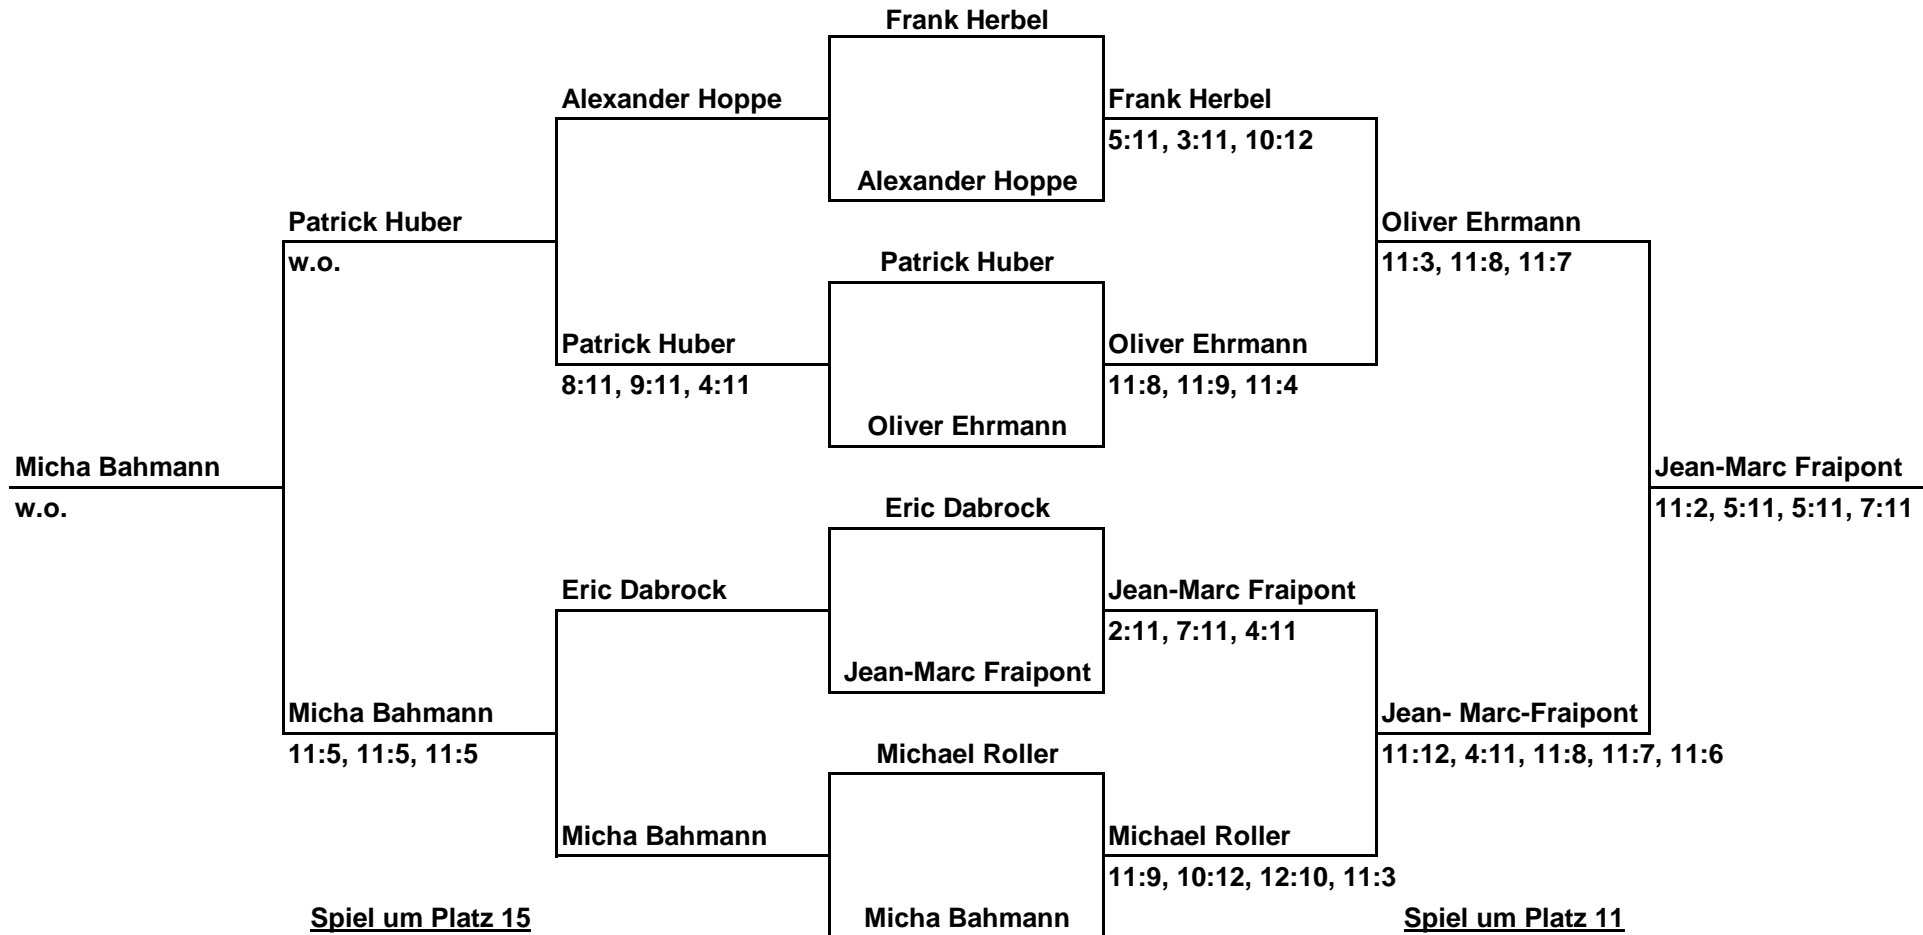 Frank Herbel
Alexander Hoppe
Frank Herbel
5:11, 3:11, 10:12
Alexander Hoppe
Patrick Huber
Oliver Ehrmann
w.o.
Patrick Huber
11:3, 11:8, 11:7
Patrick Huber
Oliver Ehrmann
8:11, 9:11, 4:11
11:8, 11:9, 11:4
Oliver Ehrmann
Micha Bahmann
Jean-Marc Fraipont
w.o.
Eric Dabrock
11:2, 5:11, 5:11, 7:11
Eric Dabrock
Jean-Marc Fraipont
2:11, 7:11, 4:11
Jean-Marc Fraipont
Micha Bahmann
Jean- Marc-Fraipont
11:5, 11:5, 11:5
Michael Roller
11:12, 4:11, 11:8, 11:7, 11:6
Micha Bahmann
Michael Roller
11:9, 10:12, 12:10, 11:3
Spiel um Platz 15
Micha Bahmann
Spiel um Platz 11